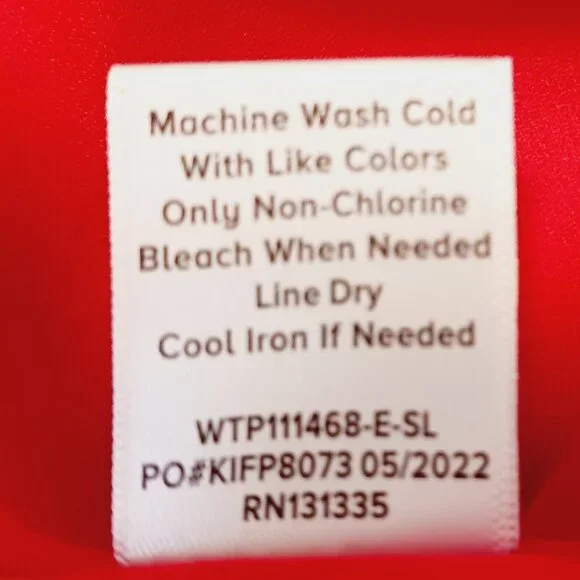 Machine Wash Cold
With Like Colors
Only Non-Chlorine
Bleach When Needed
Line Dry
Cool Iron If Needed
WTP111468-E-SL
PO#KIFP8073 05/2022
RN131335